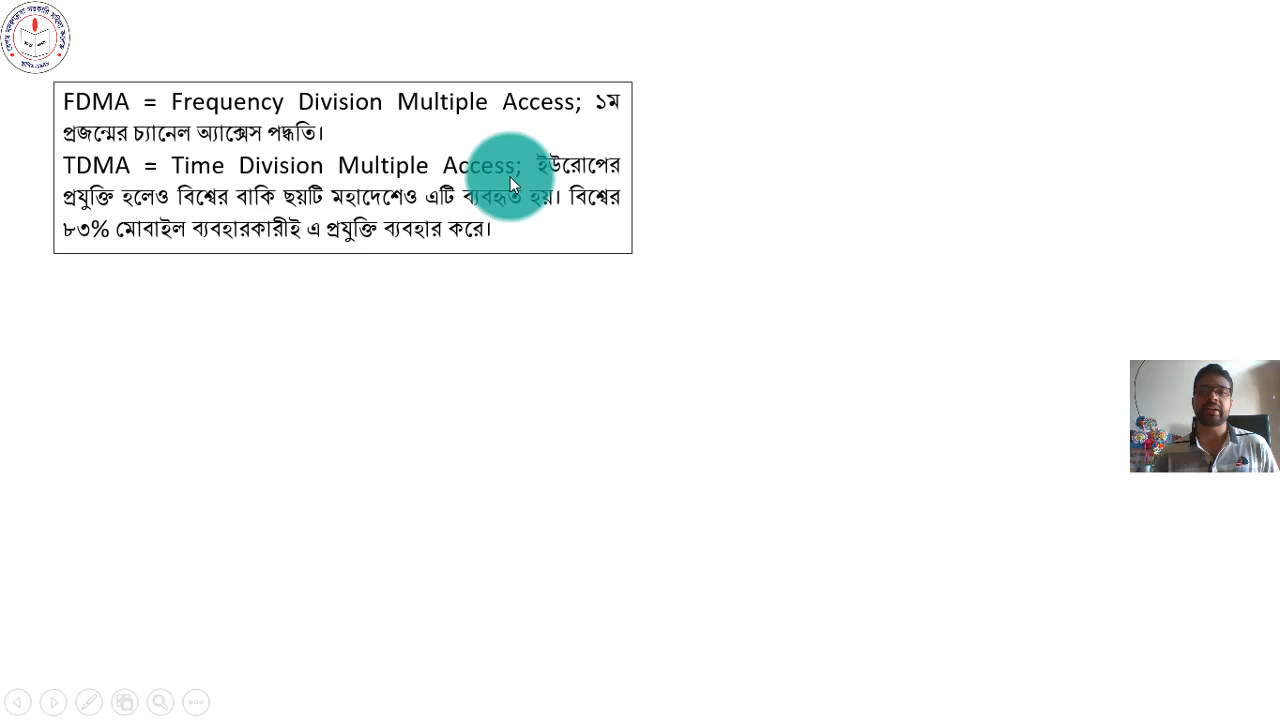 FDMA = Frequency Division Multiple Access; ১ম
প্রজন্মের চ্যানেল অ্যাক্সেস পদ্ধতি।
TDMA = Time Division Multiple Access; ইউরোপের
প্রযুক্তি হলেও বিশ্বের বাকি ছয়টি মহাদেশেও এটি ব্যবহৃত হয়। বিশ্বের
৮৩% মোবাইল ব্যবহারকারীই এ প্রযুক্তি ব্যবহার করে।